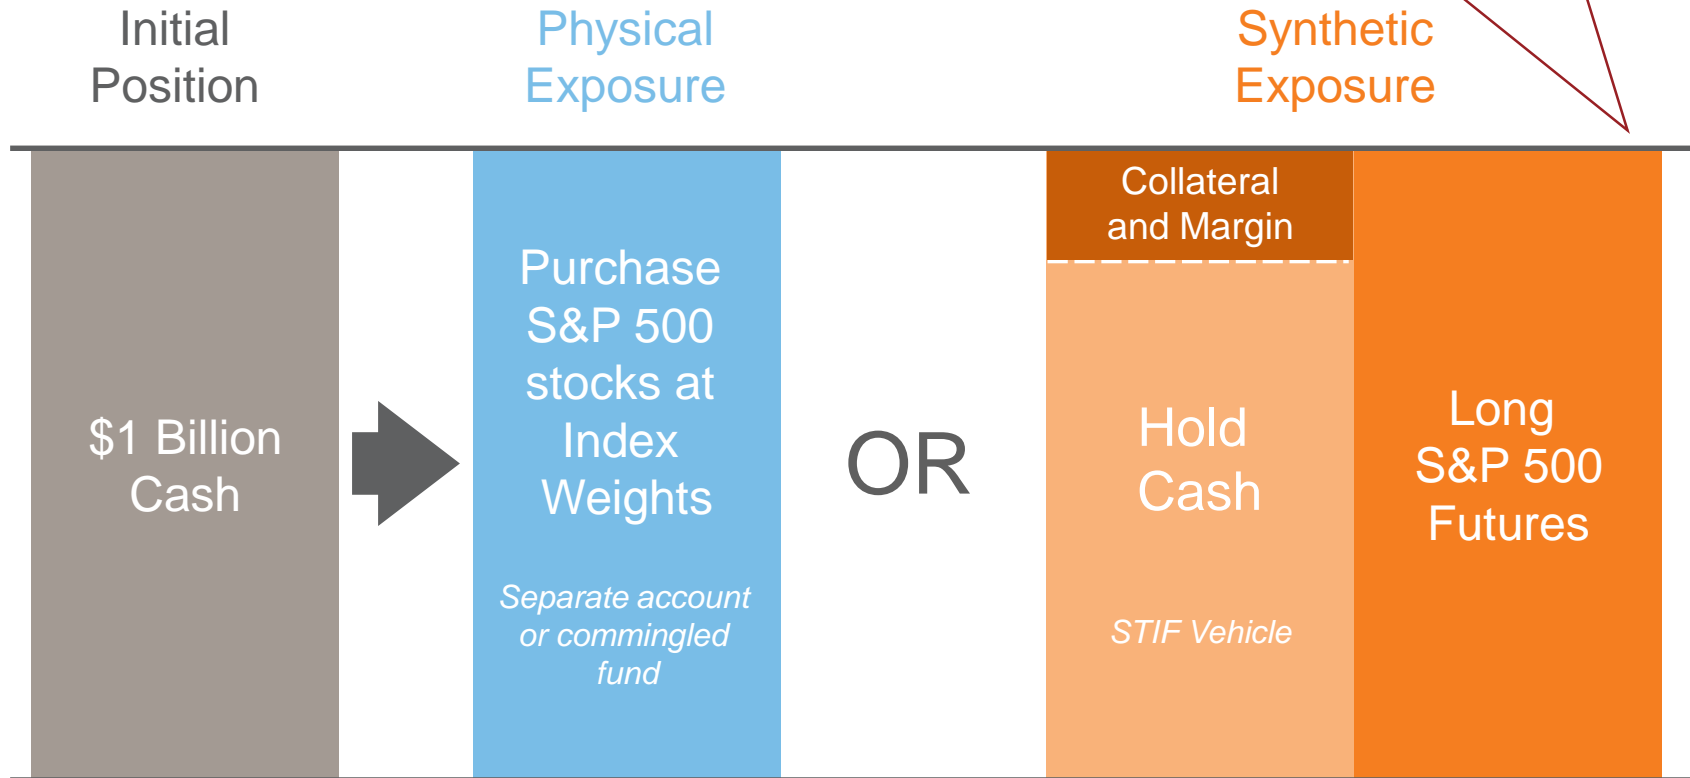 Initial
Position
Physical
Exposure
Synthetic
Exposure
$1 Billion
Cash
Purchase
S&P 500
stocks at
Index
Weights
Separate account
or commingled
fund
OR
Collateral
and Margin
Hold
Cash
STIF Vehicle
Long
S&P 500
Futures